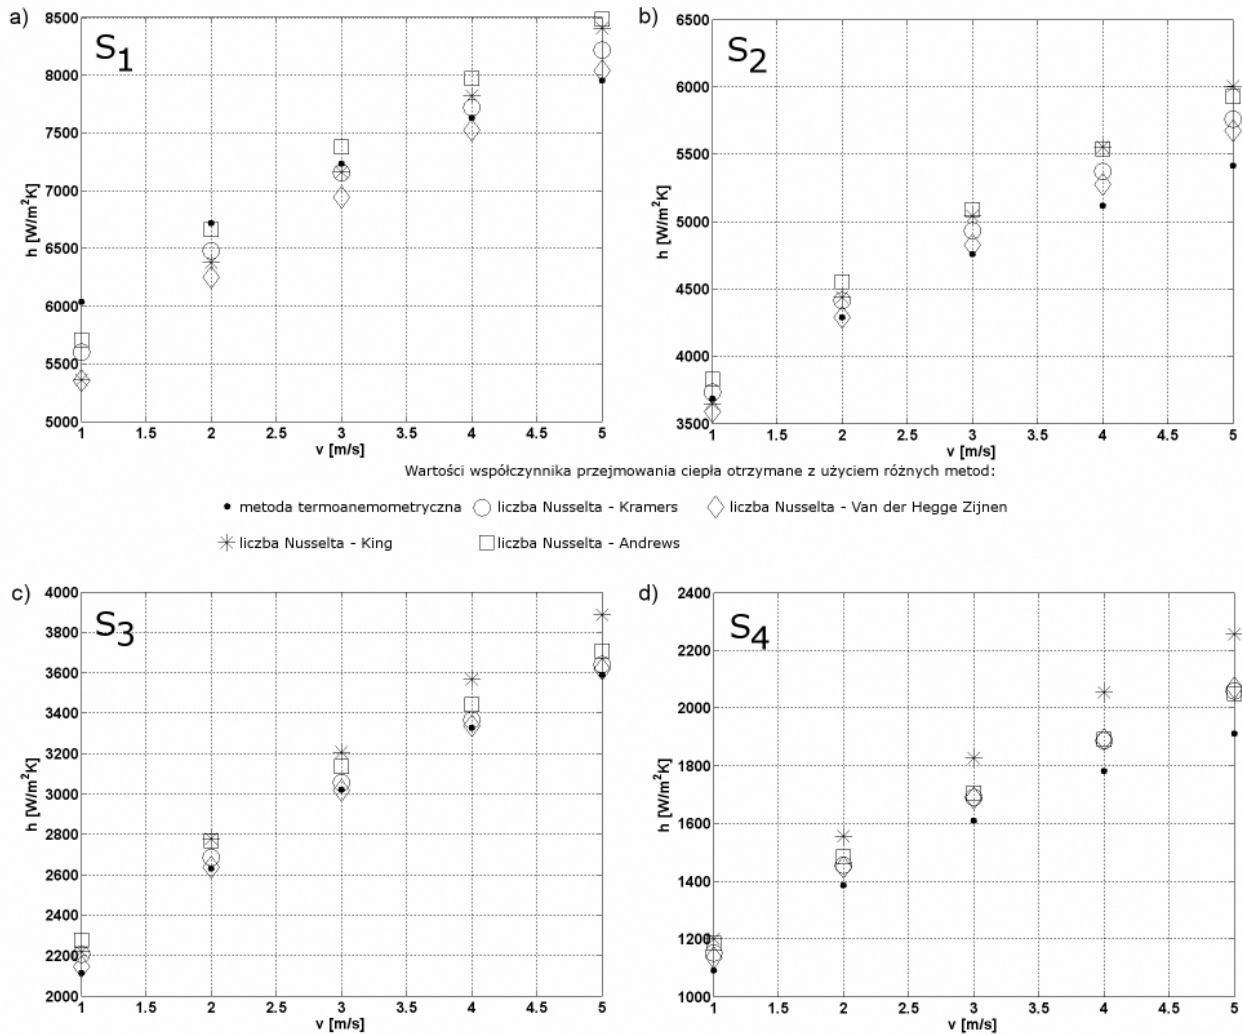 a)
S1
8500
8000
7500
7000
6500
6000
5500
5000
h [W/m²K]
1 1.5 2 2.5 3 3.5 4 4.5 5
v [m/s]
b)
S2
6500
6000
5500
5000
4500
4000
3500
h [W/m²K]
1 1.5 2 2.5 3 3.5 4 4.5 5
v [m/s]
Wartości współczynnika przejmowania ciepła otrzymane z użyciem różnych metod:
metoda termoanemometryczna liczba Nusselta - Kramers liczba Nusselta - Van der Hegge Zijnen
liczba Nusselta - King liczba Nusselta - Andrews
c)
S3
4000
3800
3600
3400
3200
3000
2800
2600
2400
2200
2000
h [W/m²K]
1 1.5 2 2.5 3 3.5 4 4.5 5
v [m/s]
d)
S4
2400
2200
2000
1800
1600
1400
1200
1000
h [W/m²K]
1 1.5 2 2.5 3 3.5 4 4.5 5
v [m/s]